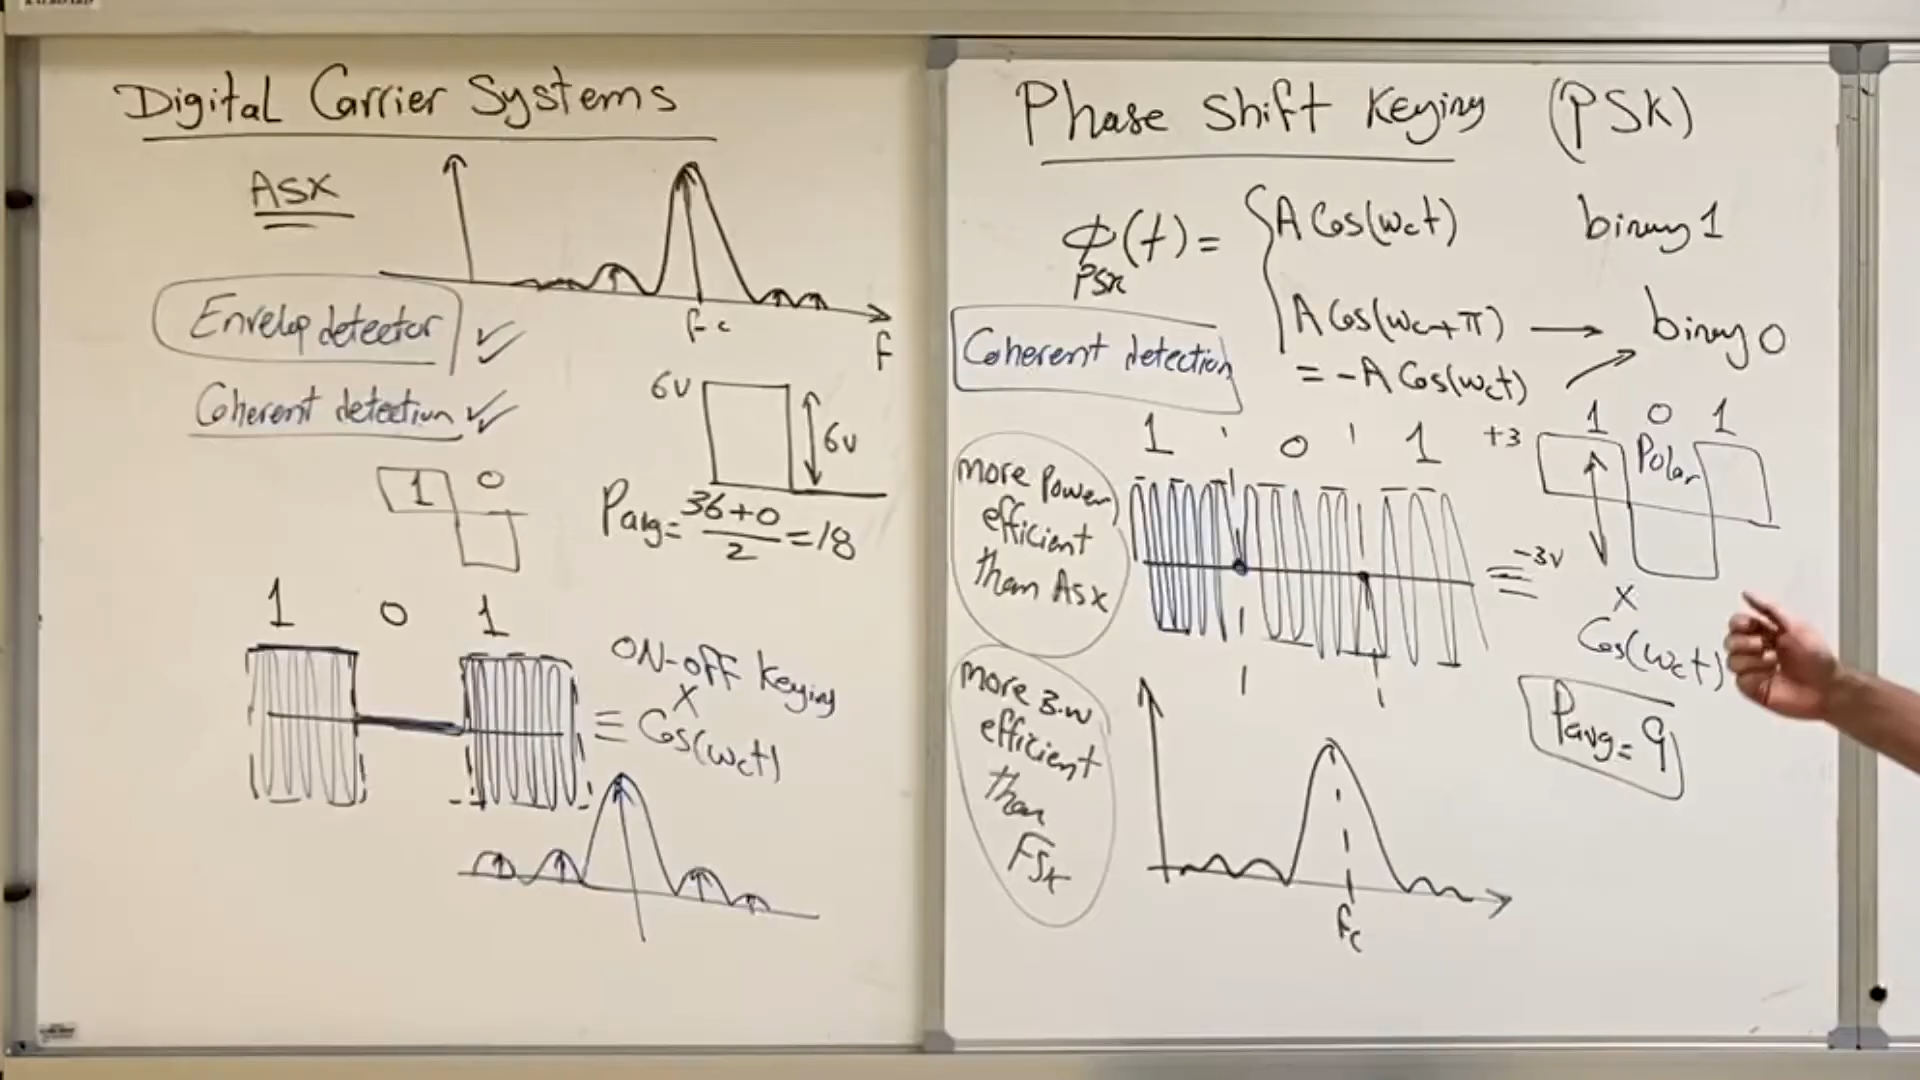 Digital Carrier Systems
ASK
fc
f
Envelop detector
Coherent detection
6v
6v
Pavg= 36+0/2 =18
1 0
1 0 1
ON-OFF Keying
x
≡ Cos(wct)
Phase Shift Keying (PSK)
Φ(t) = { A Cos(wct) binary 1
PSK
A Cos(wc+π) → binary 0
= -A Cos(wct)
Coherent detection
1 0 1
+3
1 0 1
Polar
-3v
≡
x
Cos(wct)
Pavg= 9
more Power
efficient
than ASK
more B.W
efficient
than
FSK
fc